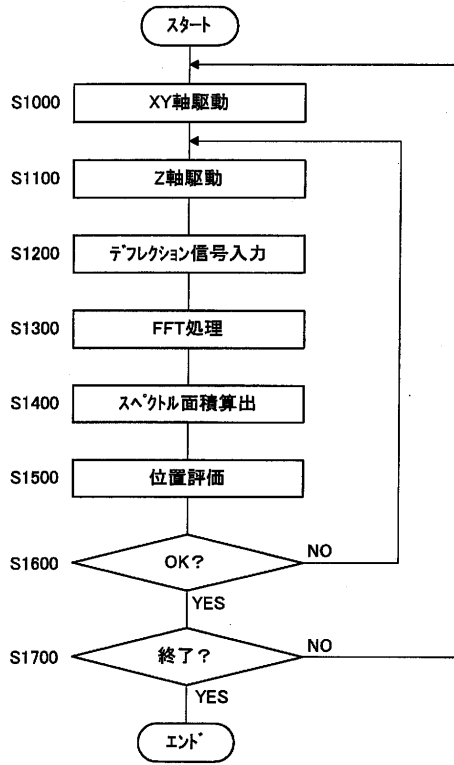 スタート
S1000 XY軸駆動
S1100 Z軸駆動
S1200 ﾃﾞﾌﾚｸｼｮﾝ信号入力
S1300 FFT処理
S1400 ｽﾍﾟｸﾄﾙ面積算出
S1500 位置評価
S1600 OK? NO
YES
S1700 終了? NO
YES
ｴﾝﾄﾞ